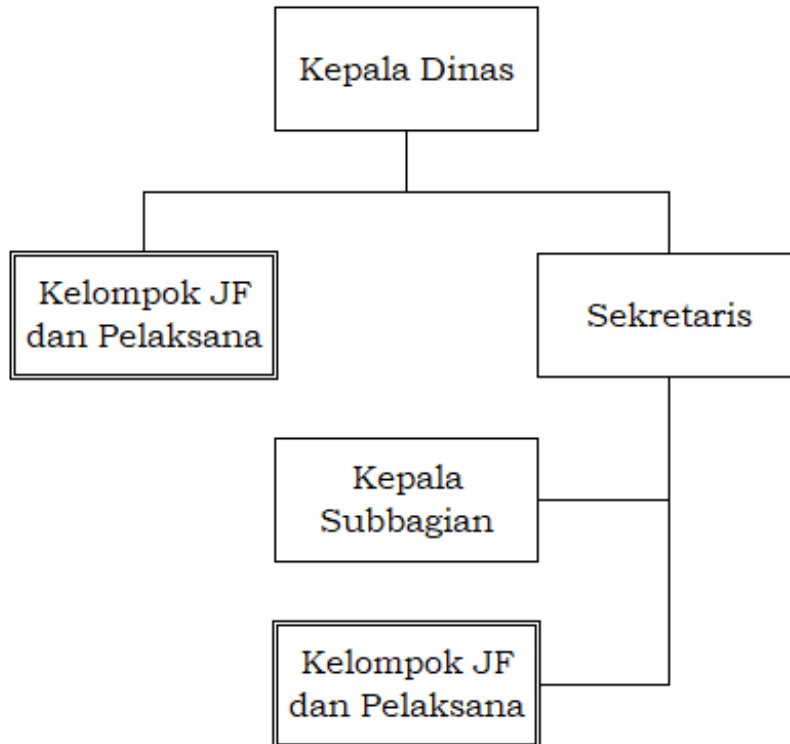 Kepala Dinas
Kelompok JF
dan Pelaksana
Sekretaris
Kepala
Subbagian
Kelompok JF
dan Pelaksana